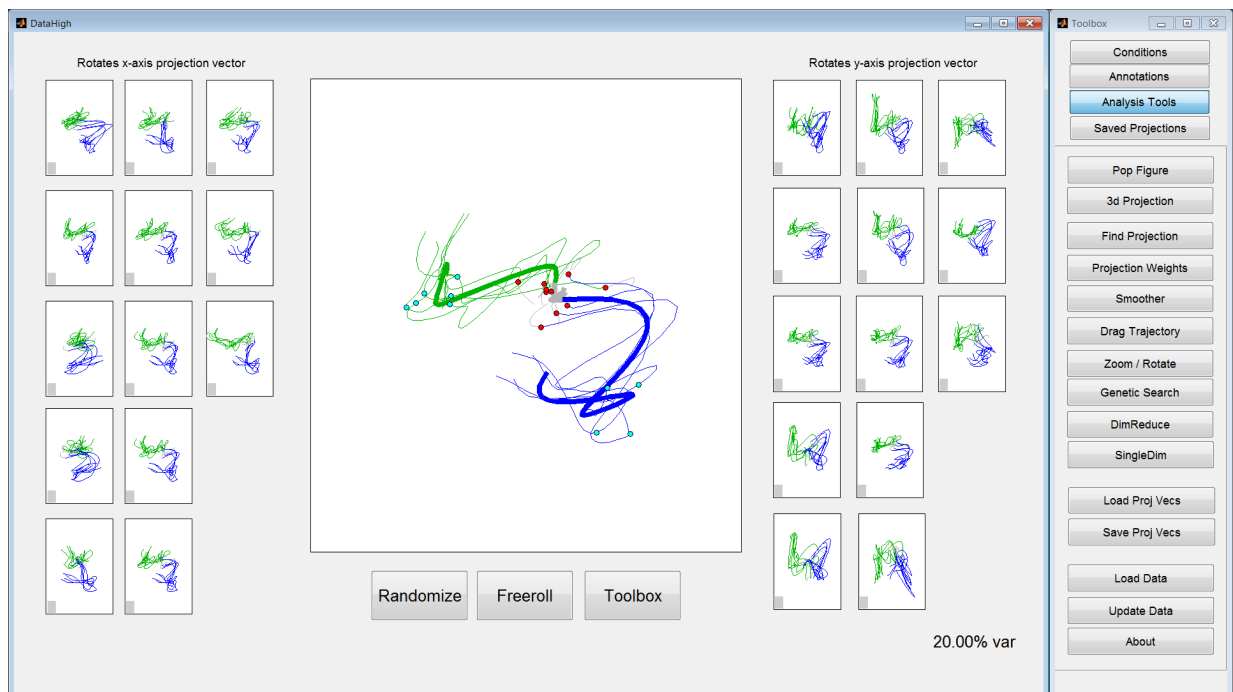 DataHigh
Rotates x-axis projection vector
Rotates y-axis projection vector
Randomize
Freeroll
Toolbox
20.00% var
Toolbox
Conditions
Annotations
Analysis Tools
Saved Projections
Pop Figure
3d Projection
Find Projection
Projection Weights
Smoother
Drag Trajectory
Zoom / Rotate
Genetic Search
DimReduce
SingleDim
Load Proj Vecs
Save Proj Vecs
Load Data
Update Data
About